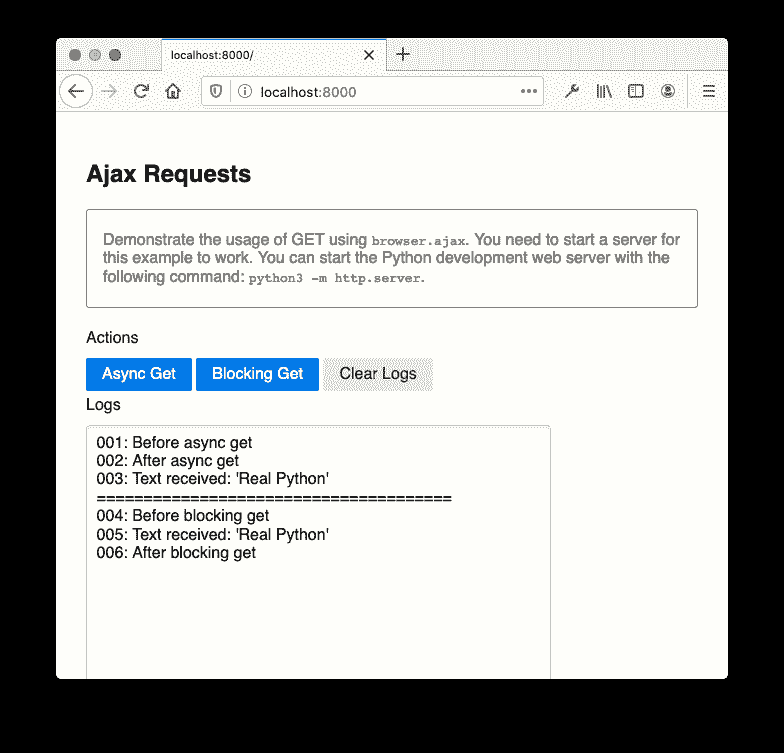 localhost:8000/
localhost:8000
Ajax Requests
Demonstrate the usage of GET using browser.ajax. You need to start a server for
this example to work. You can start the Python development web server with the
following command: python3 -m http.server.
Actions
Async Get Blocking Get Clear Logs
Logs
001: Before async get
002: After async get
003: Text received: 'Real Python'
======================================
004: Before blocking get
005: Text received: 'Real Python'
006: After blocking get